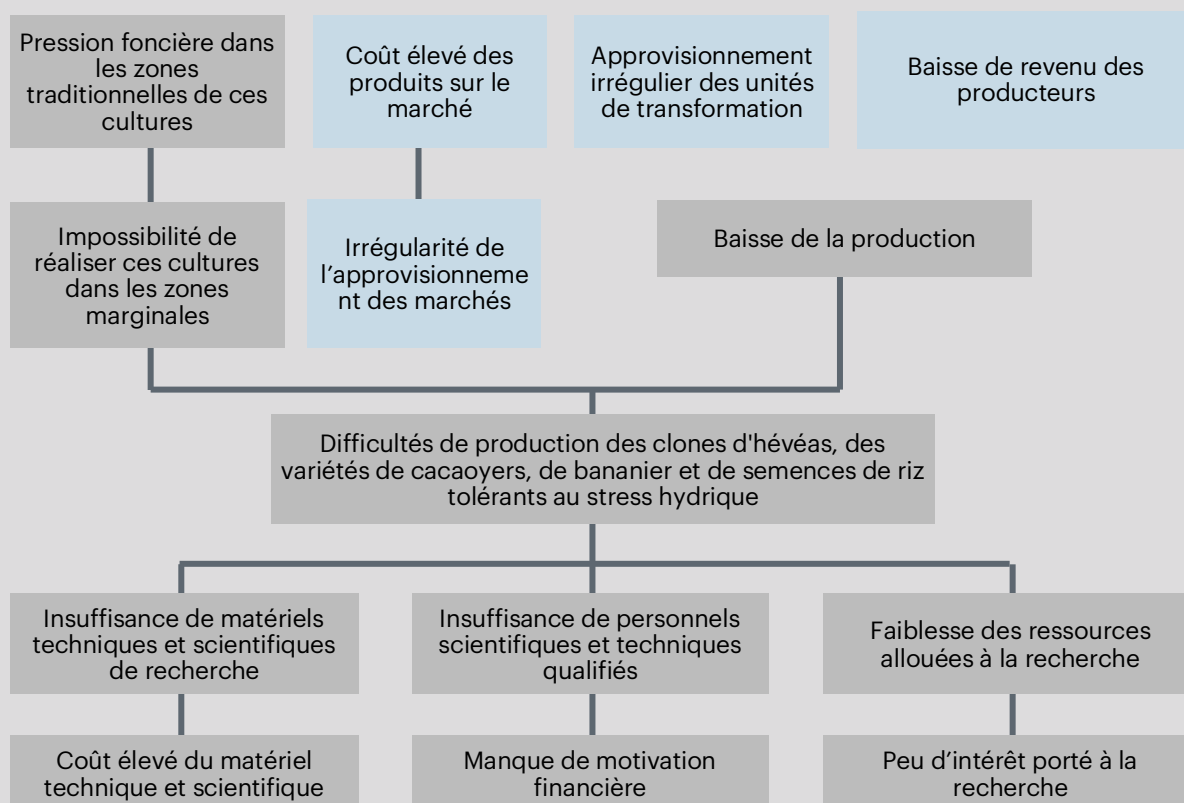 Pression foncière dans
les zones
traditionnelles de ces
cultures
Coût élevé des
produits sur le
marché
Approvisionnement
irrégulier des unités
de transformation
Baisse de revenu des
producteurs
Impossibilité de
réaliser ces cultures
dans les zones
marginales
Irrégularité de
l’approvisionneme
nt des marchés
Baisse de la production
Difficultés de production des clones d'hévéas, des
variétés de cacaoyers, de bananier et de semences de riz
tolérants au stress hydrique
Insuffisance de matériels
techniques et scientifiques
de recherche
Insuffisance de personnels
scientifiques et techniques
qualifiés
Faiblesse des ressources
allouées à la recherche
Coût élevé du matériel
technique et scientifique
Manque de motivation
financière
Peu d’intérêt porté à la
recherche